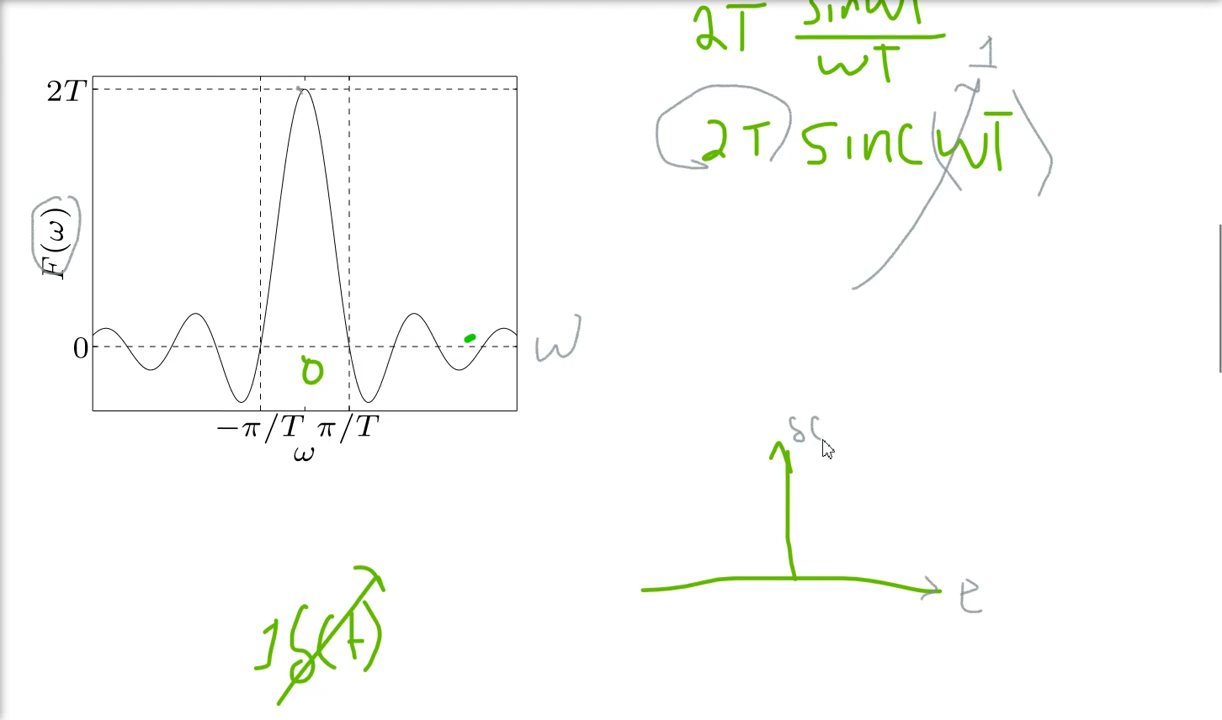 2T sinωT
ωT
1
2T sinc(ωT)
2T
F(ω)
0
0
ω
−π/T π/T
ω
δ(
t
1δ(t)